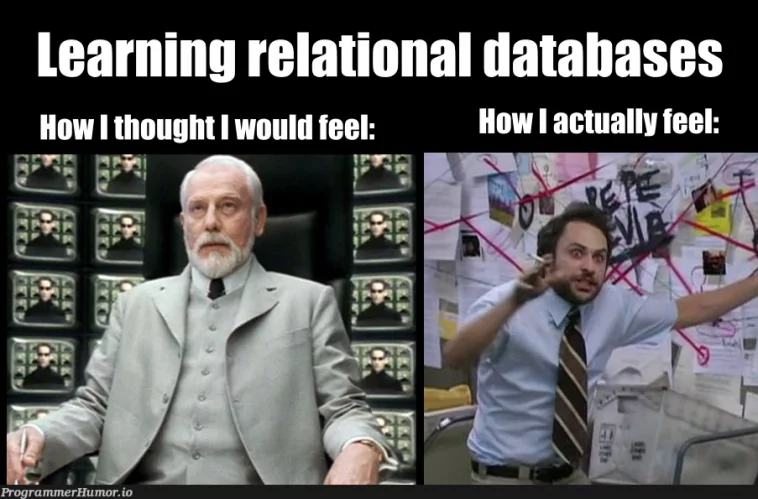 Learning relational databases
How I thought I would feel:
How I actually feel:
PEPE
SILVIA
ProgrammerHumor.io